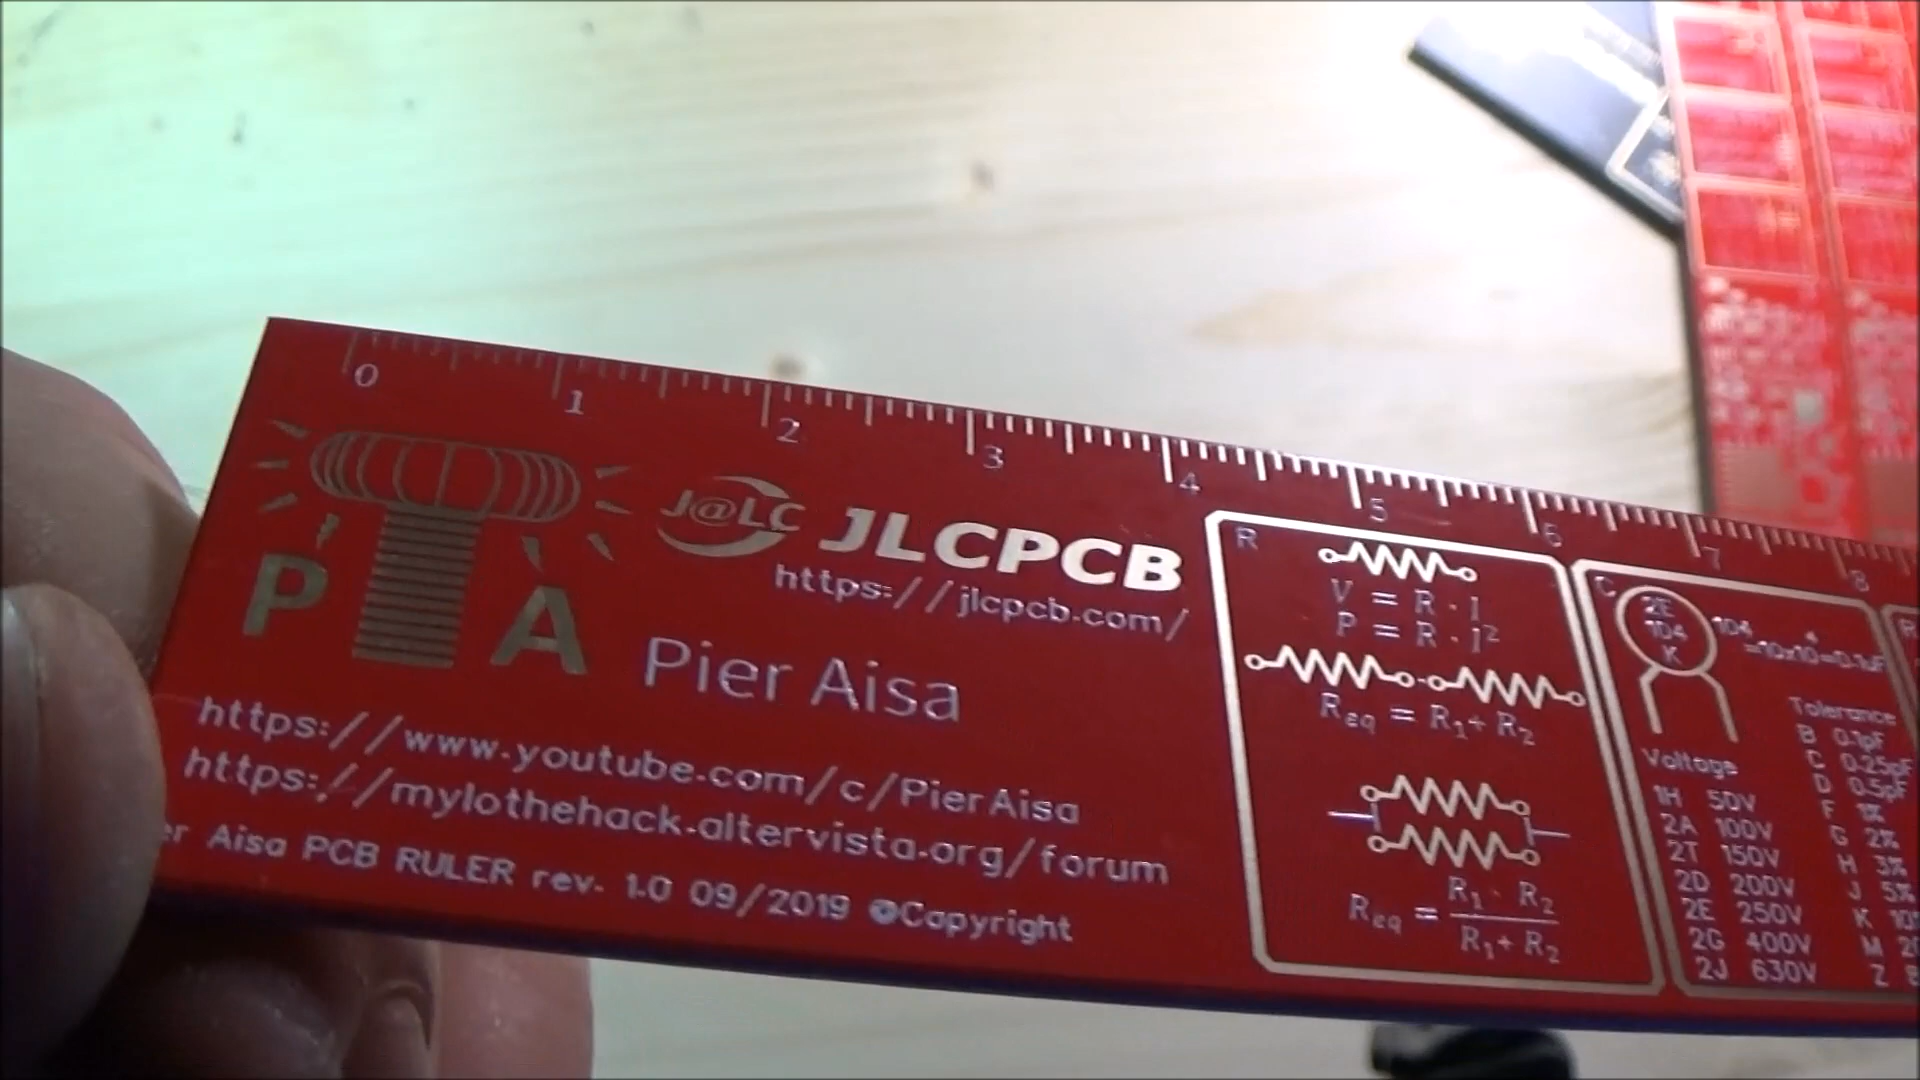 0 1 2 3 4 5 6 7 8
J@LC JLCPCB
https://jlcpcb.com/
P A
Pier Aisa
https://www.youtube.com/c/PierAisa
https://mylothehack.altervista.org/forum
Aisa PCB RULER rev. 1.0 09/2019 ©Copyright
R
V = R · I
P = R · I²
Req = R1+ R2
Req = R1 · R2 / R1+ R2
C
2E
104
K
104
=10x10⁴=0.1uF
Voltage
1H 50V
2A 100V
2T 150V
2D 200V
2E 250V
2G 400V
2J 630V
Tolerance
B 0.1pF
C 0.25pF
D 0.5pF
F 1%
G 2%
H 3%
J 5%
K
M
Z